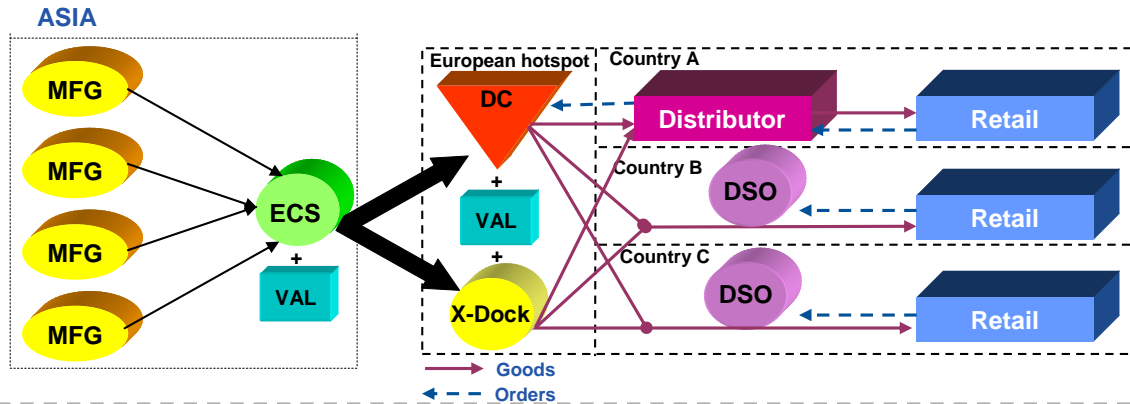 ASIA
MFG
MFG
MFG
MFG
ECS
+
VAL
European hotspot
DC
+
VAL
+
X-Dock
Country A
Distributor
Retail
Country B
DSO
Retail
Country C
DSO
Retail
Goods
Orders